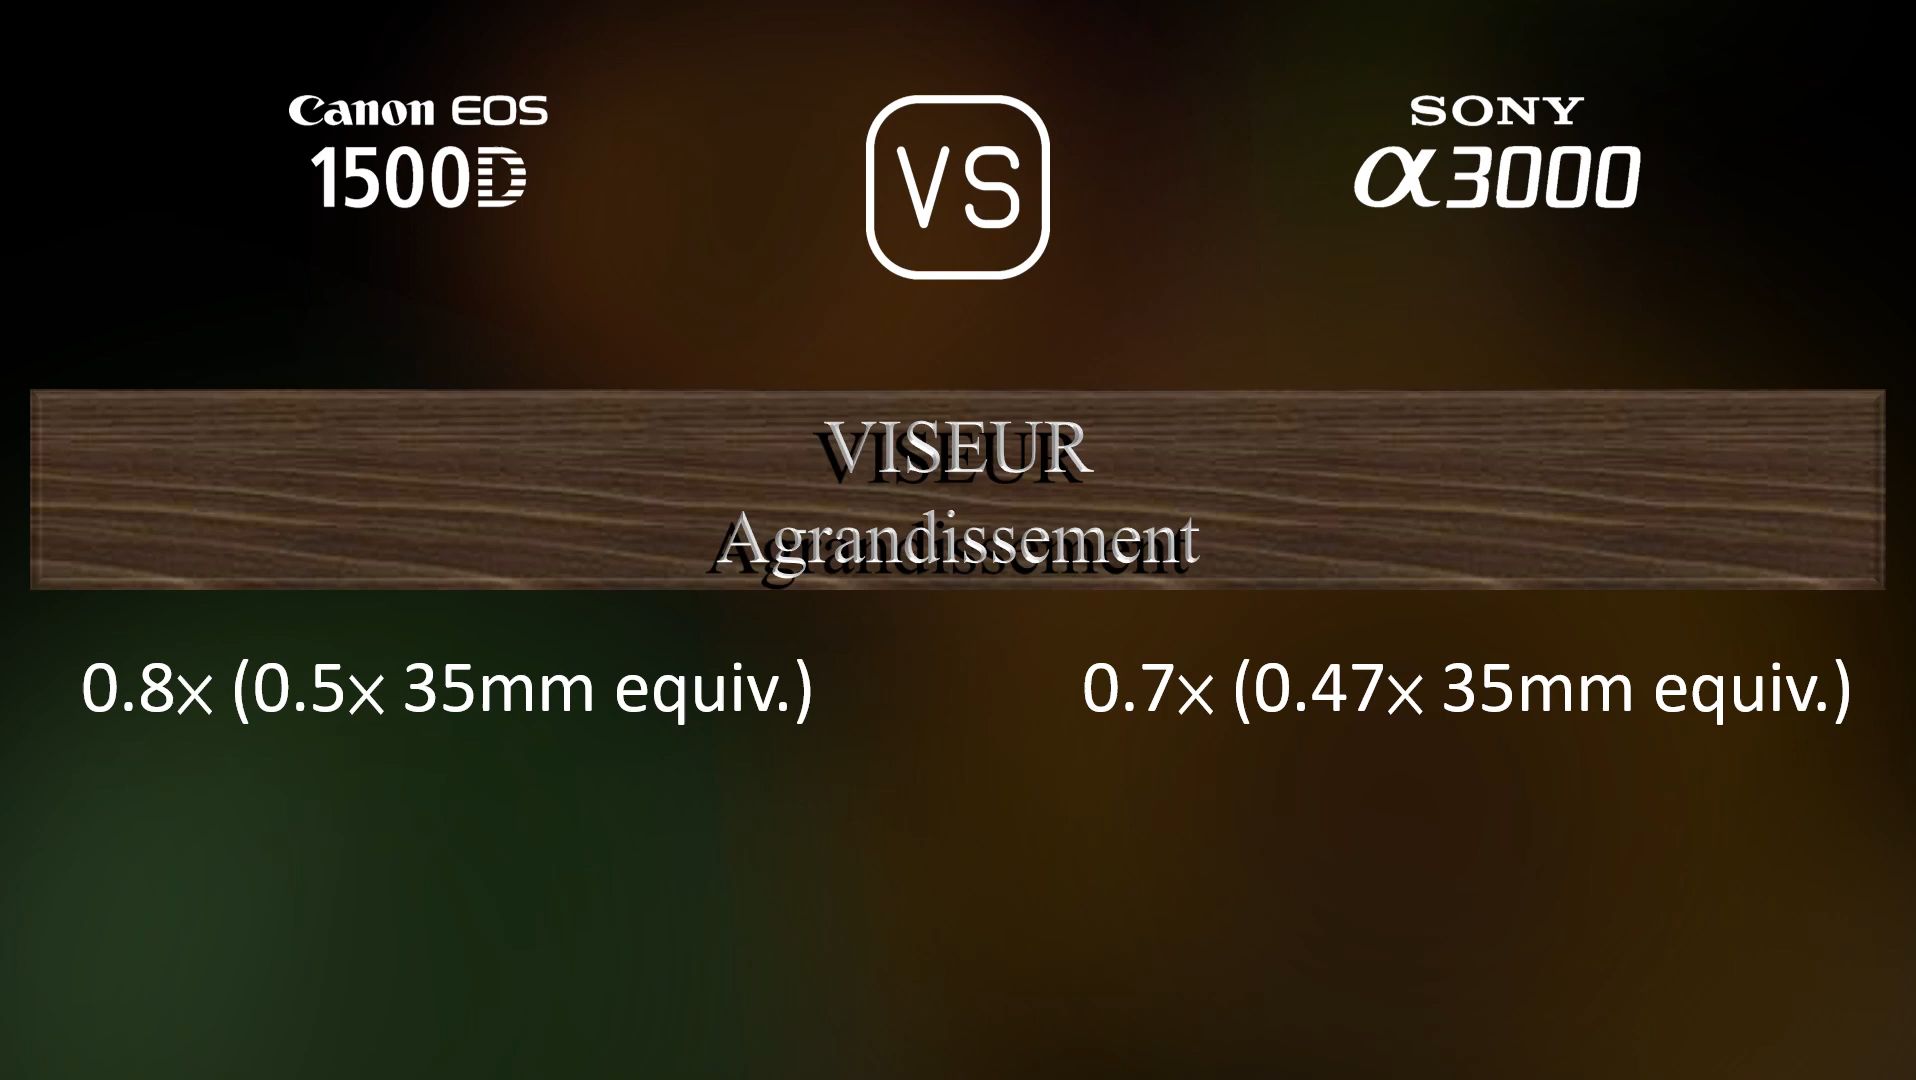 Canon EOS
1500D
VS
SONY
α3000
VISEUR
Agrandissement
0.8x (0.5x 35mm equiv.)
0.7x (0.47x 35mm equiv.)